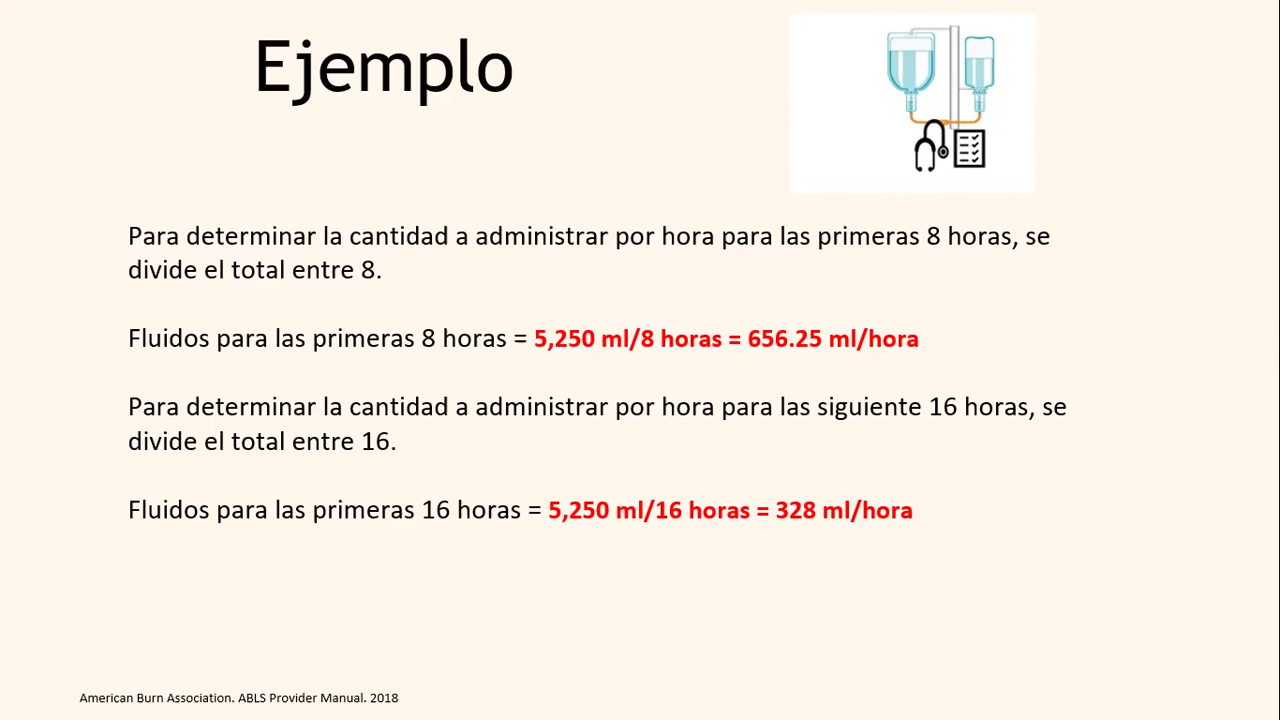 Ejemplo
Para determinar la cantidad a administrar por hora para las primeras 8 horas, se
divide el total entre 8.
Fluidos para las primeras 8 horas = 5,250 ml/8 horas = 656.25 ml/hora
Para determinar la cantidad a administrar por hora para las siguiente 16 horas, se
divide el total entre 16.
Fluidos para las primeras 16 horas = 5,250 ml/16 horas = 328 ml/hora
American Burn Association. ABLS Provider Manual. 2018